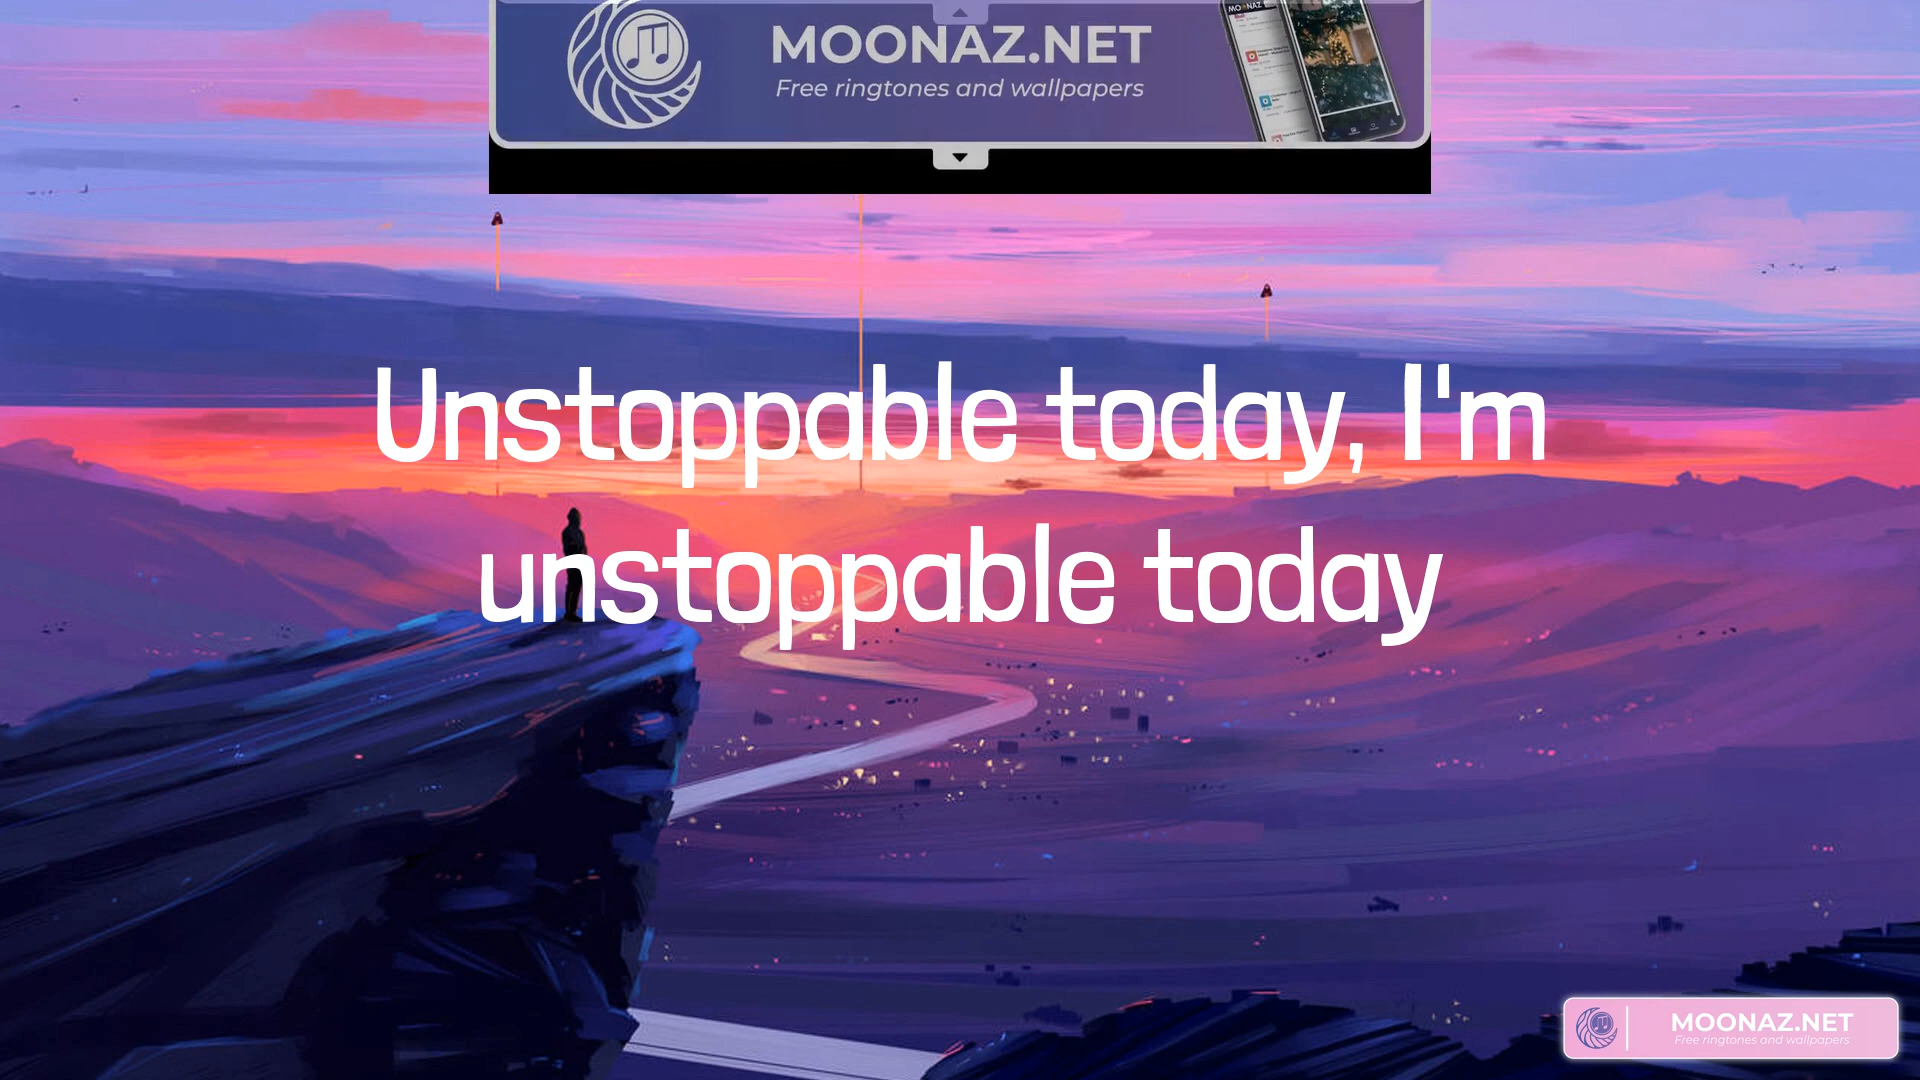 MOONAZ.NET
Free ringtones and wallpapers
Unstoppable today, I'm
unstoppable today
MOONAZ.NET
Free ringtones and wallpapers